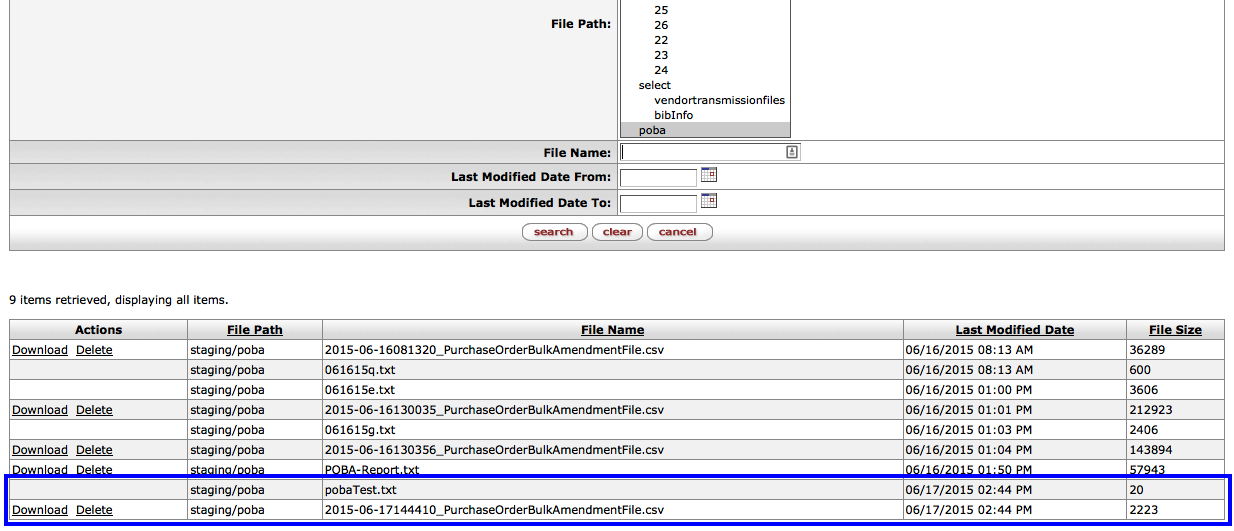 25
File Path:
26
22
23
24
select
vendortransmissionfiles
bibInfo
poba
File Name:
Last Modified Date From:
Last Modified Date To:
search clear cancel
9 items retrieved, displaying all items.
Actions File Path File Name Last Modified Date File Size
Download Delete staging/poba 2015-06-16081320_PurchaseOrderBulkAmendmentFile.csv 06/16/2015 08:13 AM 36289
staging/poba 061615q.txt 06/16/2015 08:13 AM 600
staging/poba 061615e.txt 06/16/2015 01:00 PM 3606
Download Delete staging/poba 2015-06-16130035_PurchaseOrderBulkAmendmentFile.csv 06/16/2015 01:01 PM 212923
staging/poba 061615g.txt 06/16/2015 01:03 PM 2406
Download Delete staging/poba 2015-06-16130356_PurchaseOrderBulkAmendmentFile.csv 06/16/2015 01:04 PM 143894
Download Delete staging/poba POBA-Report.txt 06/16/2015 01:50 PM 57943
staging/poba pobaTest.txt 06/17/2015 02:44 PM 20
Download Delete staging/poba 2015-06-17144410_PurchaseOrderBulkAmendmentFile.csv 06/17/2015 02:44 PM 2223